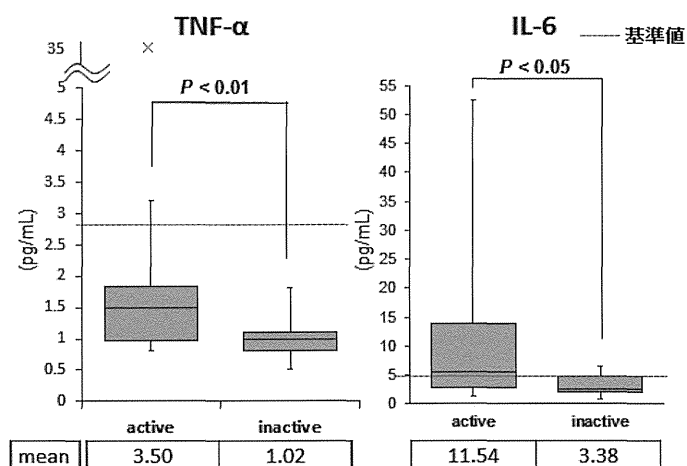 TNF-α
35
×
P < 0.01
5
4.5
4
3.5
3
2.5
2
1.5
1
0.5
0
(pg/mL)
active inactive
mean 3.50 1.02
IL-6
基準値
P < 0.05
55
50
45
40
35
30
25
20
15
10
5
0
(pg/mL)
active inactive
11.54 3.38